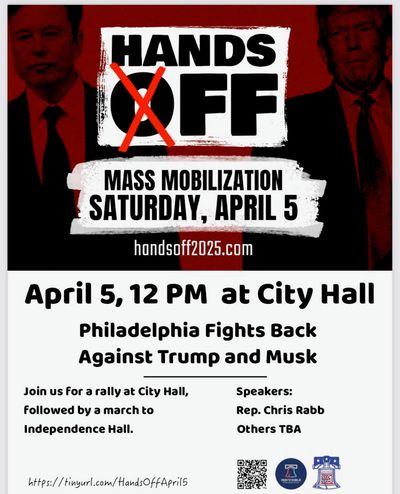 HANDS
OFF
MASS MOBILIZATION
SATURDAY, APRIL 5
handsoff2025.com
April 5, 12 PM at City Hall
Philadelphia Fights Back
Against Trump and Musk
Join us for a rally at City Hall,
followed by a march to
Independence Hall.
Speakers:
Rep. Chris Rabb
Others TBA
https://tinyurl.com/HandsOffApril5